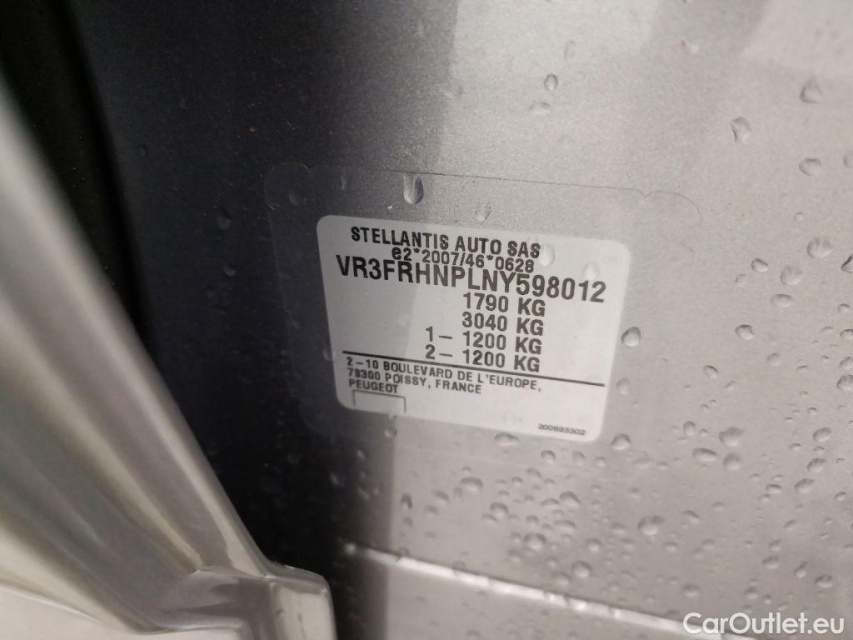 STELLANTIS AUTO SAS
e2*2007/46*0628
VR3FRHNPLNY598012
1790 KG
3040 KG
1– 1200 KG
2– 1200 KG
2–10 BOULEVARD DE L'EUROPE,
78300 POISSY, FRANCE
PEUGEOT
200693302
CarOutlet.eu